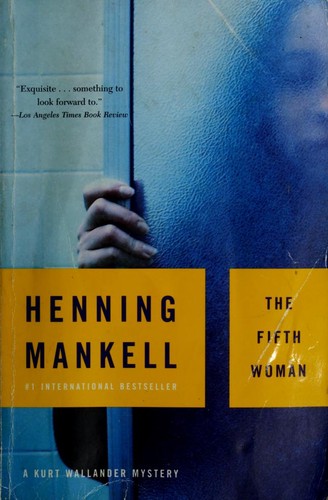 "Exquisite . . . something to
look forward to."
—Los Angeles Times Book Review
HENNING
MANKELL
#1 INTERNATIONAL BESTSELLER
THE
FIFTH
WOMAN
A KURT WALLANDER MYSTERY